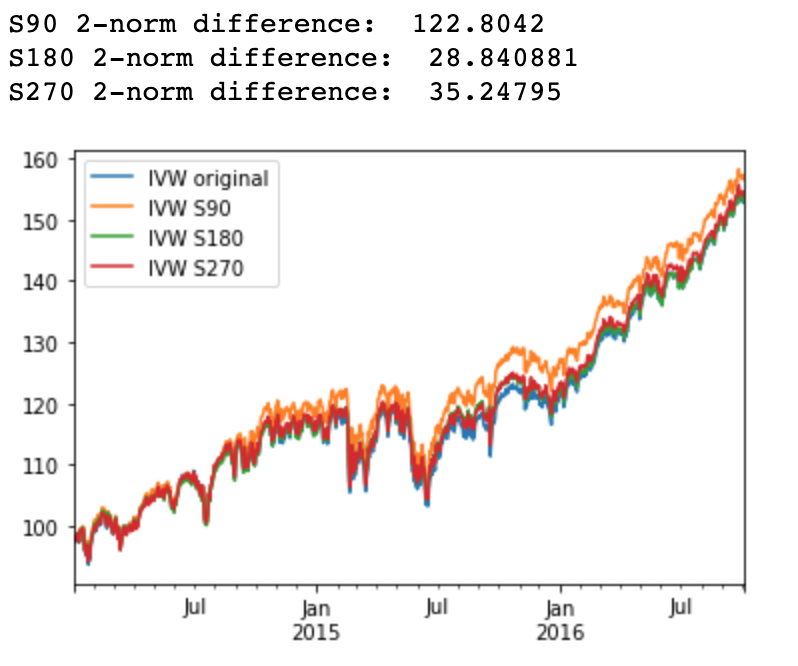 S90 2-norm difference:  122.8042
S180 2-norm difference:  28.840881
S270 2-norm difference:  35.24795
160
150
140
130
120
110
100
IVW original
IVW S90
IVW S180
IVW S270
Jul
Jan
2015
Jul
Jan
2016
Jul